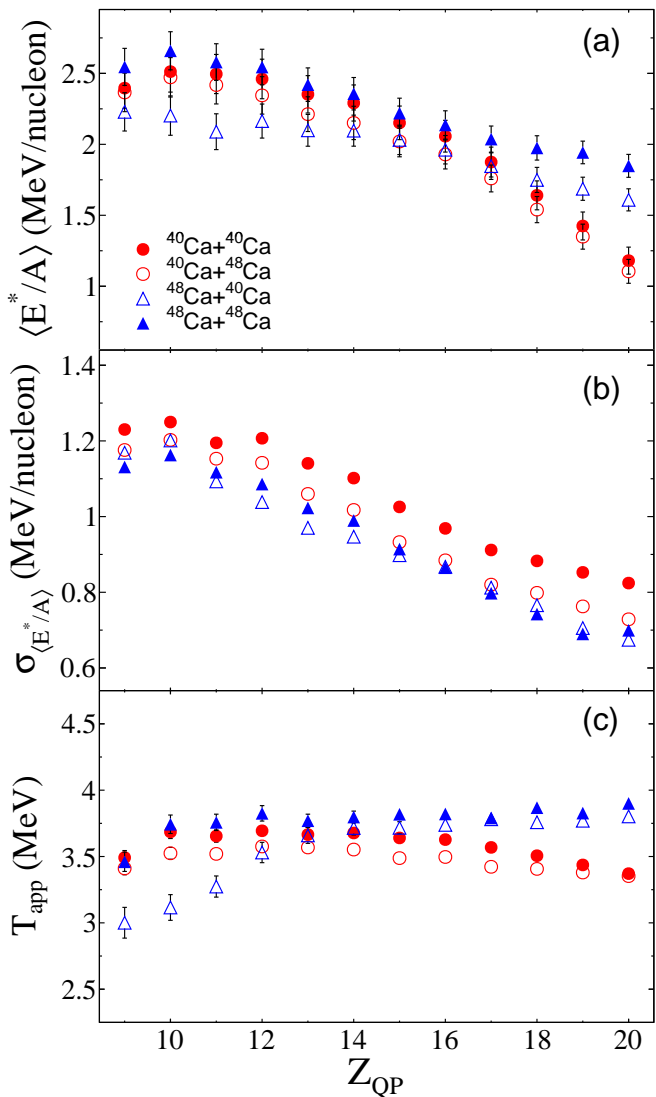 (a)
2.5
2
1.5
1
⟨E*/A⟩ (MeV/nucleon)
⁴⁰Ca+⁴⁰Ca
⁴⁰Ca+⁴⁸Ca
⁴⁸Ca+⁴⁰Ca
⁴⁸Ca+⁴⁸Ca
(b)
1.4
1.2
1
0.8
0.6
σ⟨E*/A⟩ (MeV/nucleon)
(c)
4.5
4
3.5
3
2.5
T_app (MeV)
10 12 14 16 18 20
Z_QP